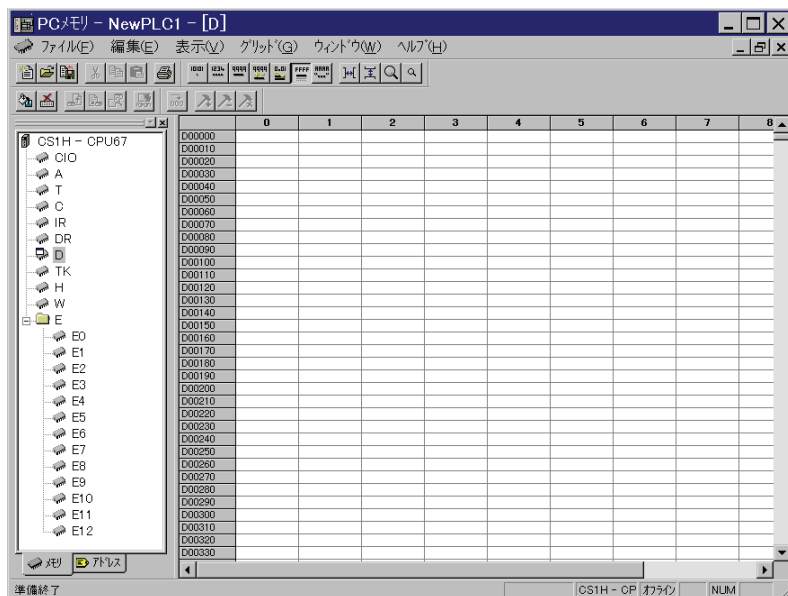 PCメモリ - NewPLC1 - [D]
ファイル(F) 編集(E) 表示(V) グリッド(G) ウィンドウ(W) ヘルプ(H)
CS1H - CPU67
CIO
A
T
C
IR
DR
D
TK
H
W
E
E0
E1
E2
E3
E4
E5
E6
E7
E8
E9
E10
E11
E12
メモリ アドレス
0 1 2 3 4 5 6 7 8
D00000
D00010
D00020
D00030
D00040
D00050
D00060
D00070
D00080
D00090
D00100
D00110
D00120
D00130
D00140
D00150
D00160
D00170
D00180
D00190
D00200
D00210
D00220
D00230
D00240
D00250
D00260
D00270
D00280
D00290
D00300
D00310
D00320
D00330
準備終了 CS1H - CP オフライン NUM